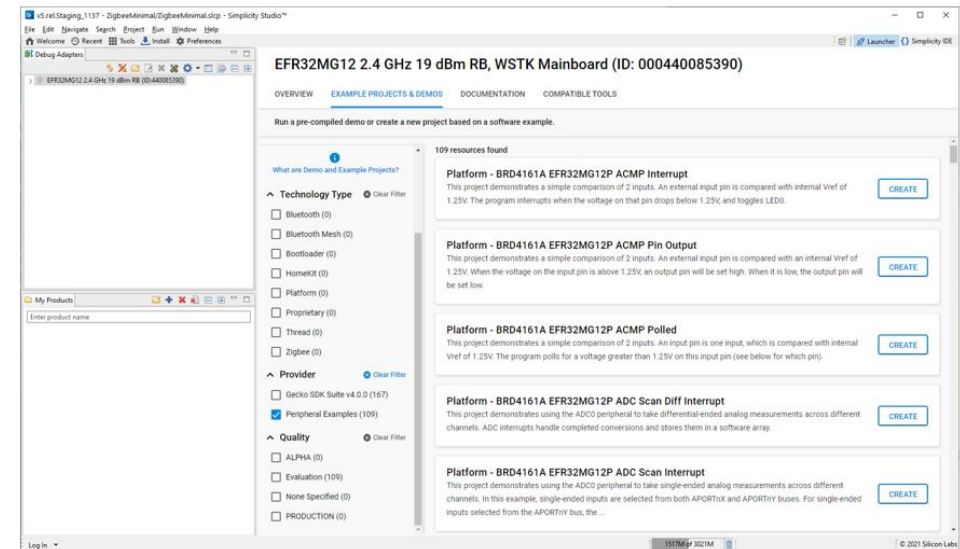 v5.rel.Staging_1137 - ZigbeeMinimal/ZigbeeMinimal.slcp - Simplicity Studio™
File Edit Navigate Search Project Run Window Help
Welcome Recent Tools Install Preferences
Launcher {} Simplicity IDE
Debug Adapters
EFR32MG12 2.4 GHz 19 dBm RB (ID:440085390)
My Products
Enter product name
EFR32MG12 2.4 GHz 19 dBm RB, WSTK Mainboard (ID: 000440085390)
OVERVIEW EXAMPLE PROJECTS & DEMOS DOCUMENTATION COMPATIBLE TOOLS
Run a pre-compiled demo or create a new project based on a software example.
What are Demo and Example Projects?
Technology Type Clear Filter
Bluetooth (0)
Bluetooth Mesh (0)
Bootloader (0)
HomeKit (0)
Platform (0)
Proprietary (0)
Thread (0)
Zigbee (0)
Provider Clear Filter
Gecko SDK Suite v4.0.0 (167)
Peripheral Examples (109)
Quality Clear Filter
ALPHA (0)
Evaluation (109)
None Specified (0)
PRODUCTION (0)
109 resources found
Platform - BRD4161A EFR32MG12P ACMP Interrupt
This project demonstrates a simple comparison of 2 inputs. An external input pin is compared with internal Vref of
1.25V. The program interrupts when the voltage on that pin drops below 1.25V, and toggles LED0.
CREATE
Platform - BRD4161A EFR32MG12P ACMP Pin Output
This project demonstrates a simple comparison of 2 inputs. An external input pin is compared with an internal Vref of
1.25V. When the voltage on the input pin is above 1.25V, an output pin will be set high. When it is low, the output pin will
be set low.
CREATE
Platform - BRD4161A EFR32MG12P ACMP Polled
This project demonstrates a simple comparison of 2 inputs. An input pin is one input, which is compared with internal
Vref of 1.25V. The program polls for a voltage greater than 1.25V on this input pin (see below for which pin).
CREATE
Platform - BRD4161A EFR32MG12P ADC Scan Diff Interrupt
This project demonstrates using the ADC0 peripheral to take differential-ended analog measurements across different
channels. ADC interrupts handle completed conversions and stores them in a software array.
CREATE
Platform - BRD4161A EFR32MG12P ADC Scan Interrupt
This project demonstrates using the ADC0 peripheral to take single-ended analog measurements across different
channels. In this example, single-ended inputs are selected from both APORTnX and APORTnY buses. For single-ended
inputs selected from the APORTnY bus, the ...
CREATE
Log In
1517M of 3021M
© 2021 Silicon Labs